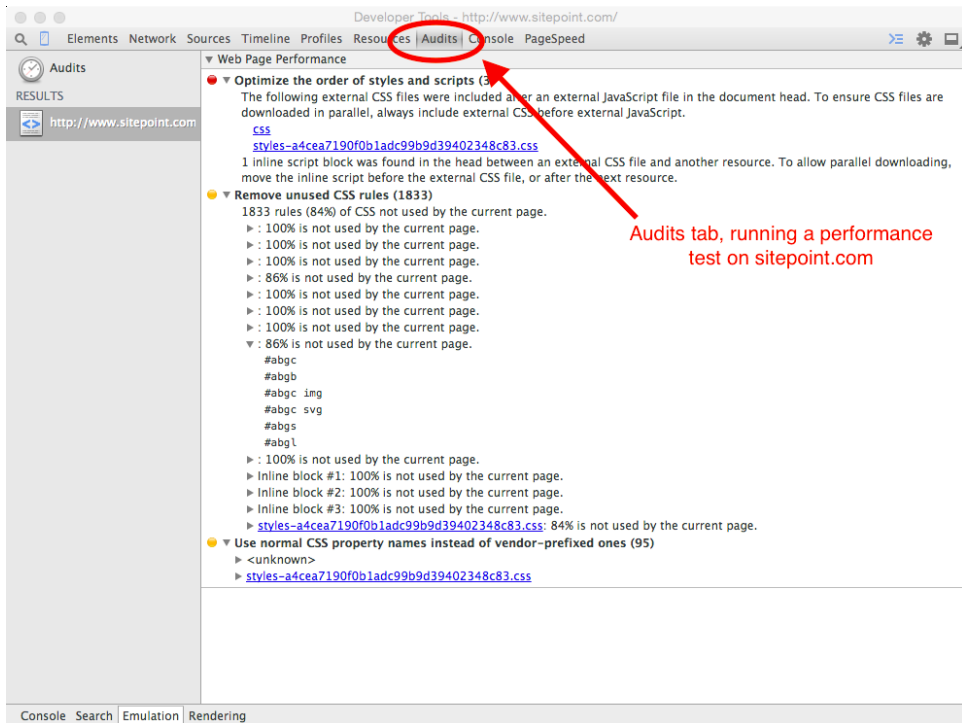 Developer Tools - http://www.sitepoint.com/
Elements Network Sources Timeline Profiles Resources Audits Console PageSpeed
Audits
RESULTS
http://www.sitepoint.com
Web Page Performance
Optimize the order of styles and scripts (3
The following external CSS files were included after an external JavaScript file in the document head. To ensure CSS files are
downloaded in parallel, always include external CSS before external JavaScript.
css
styles-a4cea7190f0b1adc99b9d39402348c83.css
1 inline script block was found in the head between an external CSS file and another resource. To allow parallel downloading,
move the inline script before the external CSS file, or after the next resource.
Remove unused CSS rules (1833)
1833 rules (84%) of CSS not used by the current page.
: 100% is not used by the current page.
: 100% is not used by the current page.
: 100% is not used by the current page.
: 86% is not used by the current page.
: 100% is not used by the current page.
: 100% is not used by the current page.
: 100% is not used by the current page.
: 86% is not used by the current page.
#abgc
#abgb
#abgc img
#abgc svg
#abgs
#abgl
: 100% is not used by the current page.
Inline block #1: 100% is not used by the current page.
Inline block #2: 100% is not used by the current page.
Inline block #3: 100% is not used by the current page.
styles-a4cea7190f0b1adc99b9d39402348c83.css: 84% is not used by the current page.
Use normal CSS property names instead of vendor-prefixed ones (95)
<unknown>
styles-a4cea7190f0b1adc99b9d39402348c83.css
Audits tab, running a performance
test on sitepoint.com
Console Search Emulation Rendering